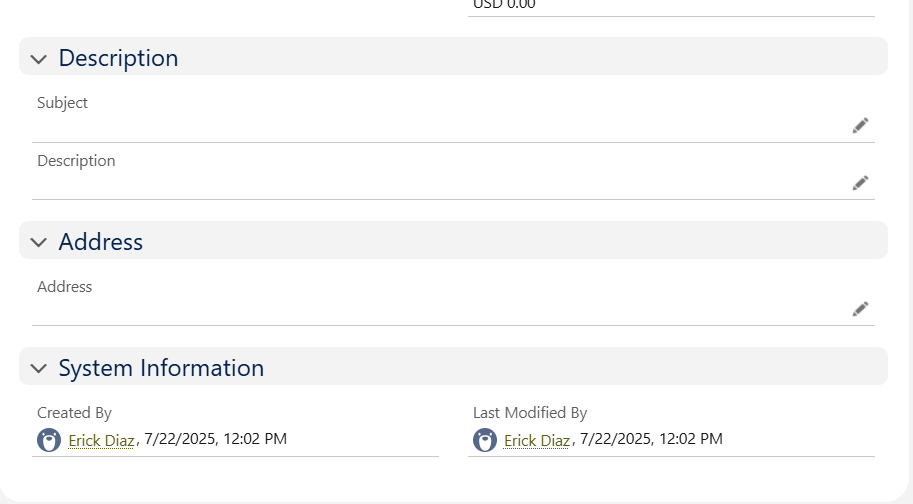 USD 0.00
Description
Subject
Description
Address
Address
System Information
Created By Last Modified By
Erick Diaz, 7/22/2025, 12:02 PM Erick Diaz, 7/22/2025, 12:02 PM